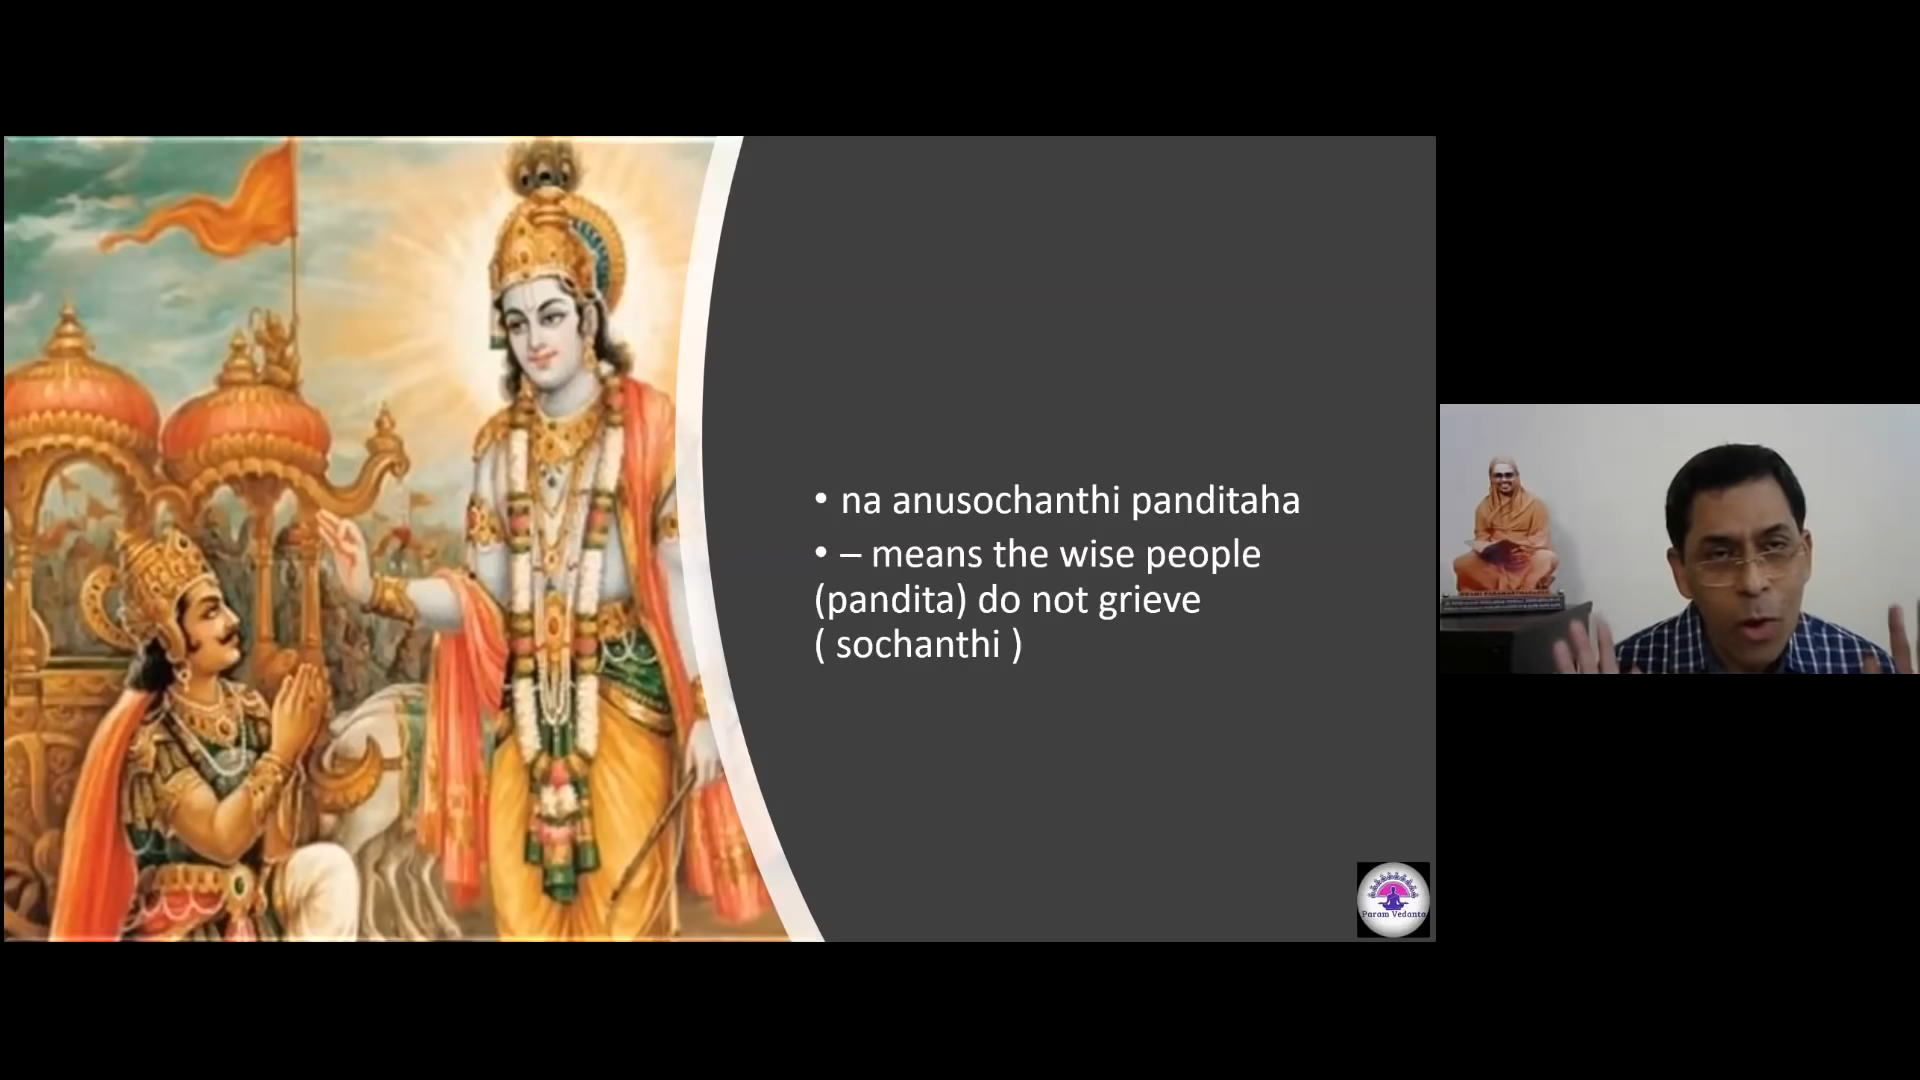 • na anusochanthi panditaha
• – means the wise people
(pandita) do not grieve
( sochanthi )
Param Vedanta